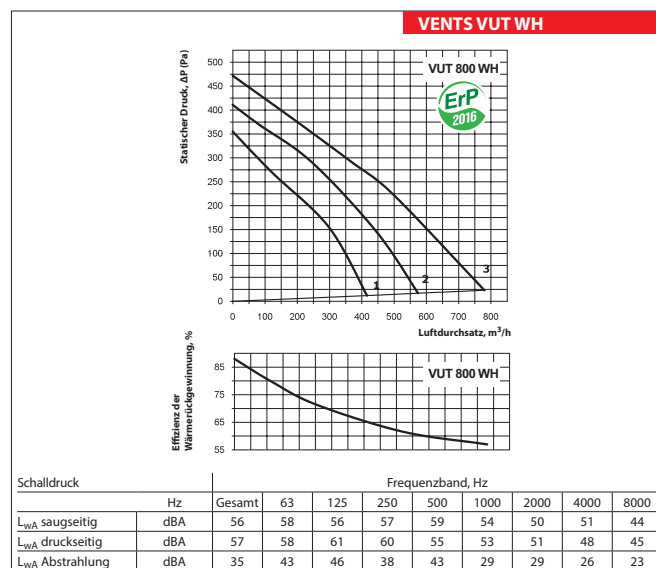 VENTS VUT WH
VUT 800 WH
ErP
2016
Statischer Druck, ΔP (Pa)
500
450
400
350
300
250
200
150
100
50
0
1
2
3
0 100 200 300 400 500 600 700 800
Luftdurchsatz, m³/h
VUT 800 WH
Effizienz der
Wärmerückgewinnung, %
85
75
65
55
Schalldruck Frequenzband, Hz
Hz Gesamt 63 125 250 500 1000 2000 4000 8000
LwA saugseitig dBA 56 58 56 57 59 54 50 51 44
LwA druckseitig dBA 57 58 61 60 55 53 51 48 45
LwA Abstrahlung dBA 35 43 46 38 43 29 29 26 23